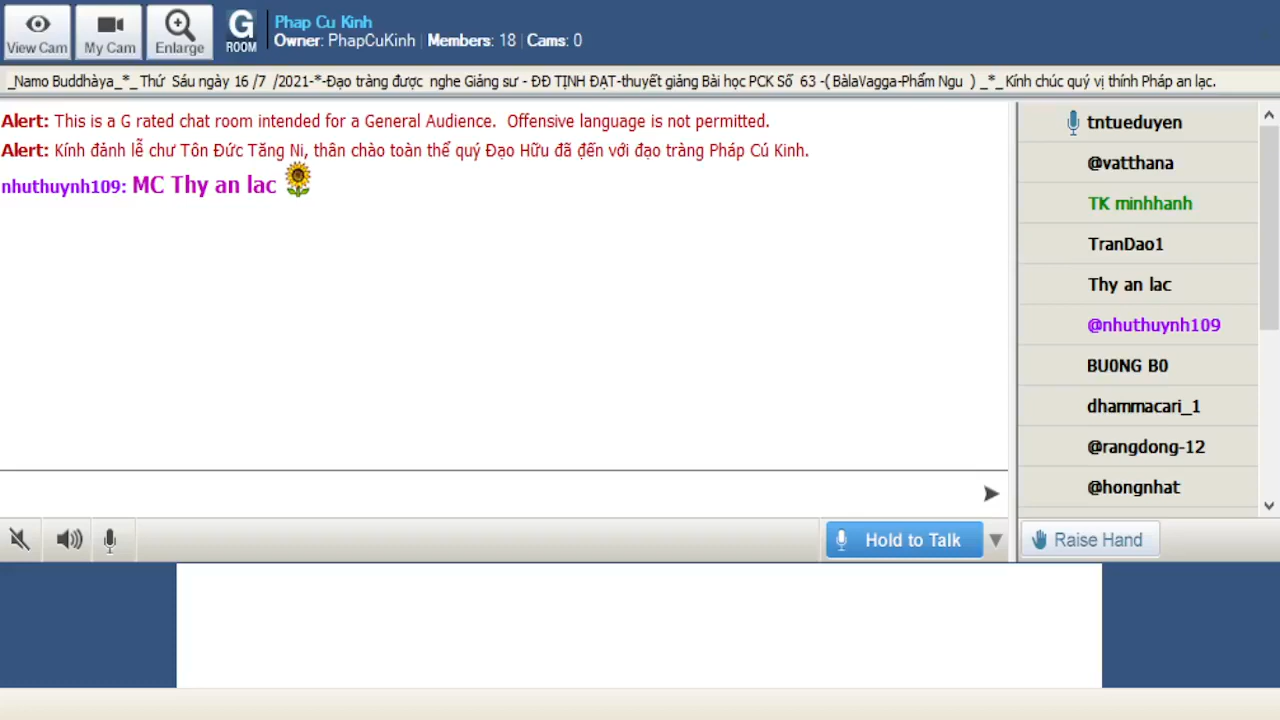 View Cam
My Cam
Enlarge
G
ROOM
Phap Cu Kinh
Owner: PhapCuKinh | Members: 18 | Cams: 0
_Namo Buddhàya_*_Thứ Sáu ngày 16 /7 /2021-*-Đạo tràng được nghe Giảng sư - ĐĐ TỊNH ĐẠT-thuyết giảng Bài học PCK Số 63 -( BàlaVagga-Phẩm Ngu ) _*_ Kính chúc quý vị thính Pháp an lạc.
Alert: This is a G rated chat room intended for a General Audience. Offensive language is not permitted.
Alert: Kính đảnh lễ chư Tôn Đức Tăng Ni, thân chào toàn thể quý Đạo Hữu đã đến với đạo tràng Pháp Cú Kinh.
nhuthuynh109: MC Thy an lac
tntueduyen
@vatthana
TK minhhanh
TranDao1
Thy an lac
@nhuthuynh109
BU0NG B0
dhammacari_1
@rangdong-12
@hongnhat
Hold to Talk
Raise Hand